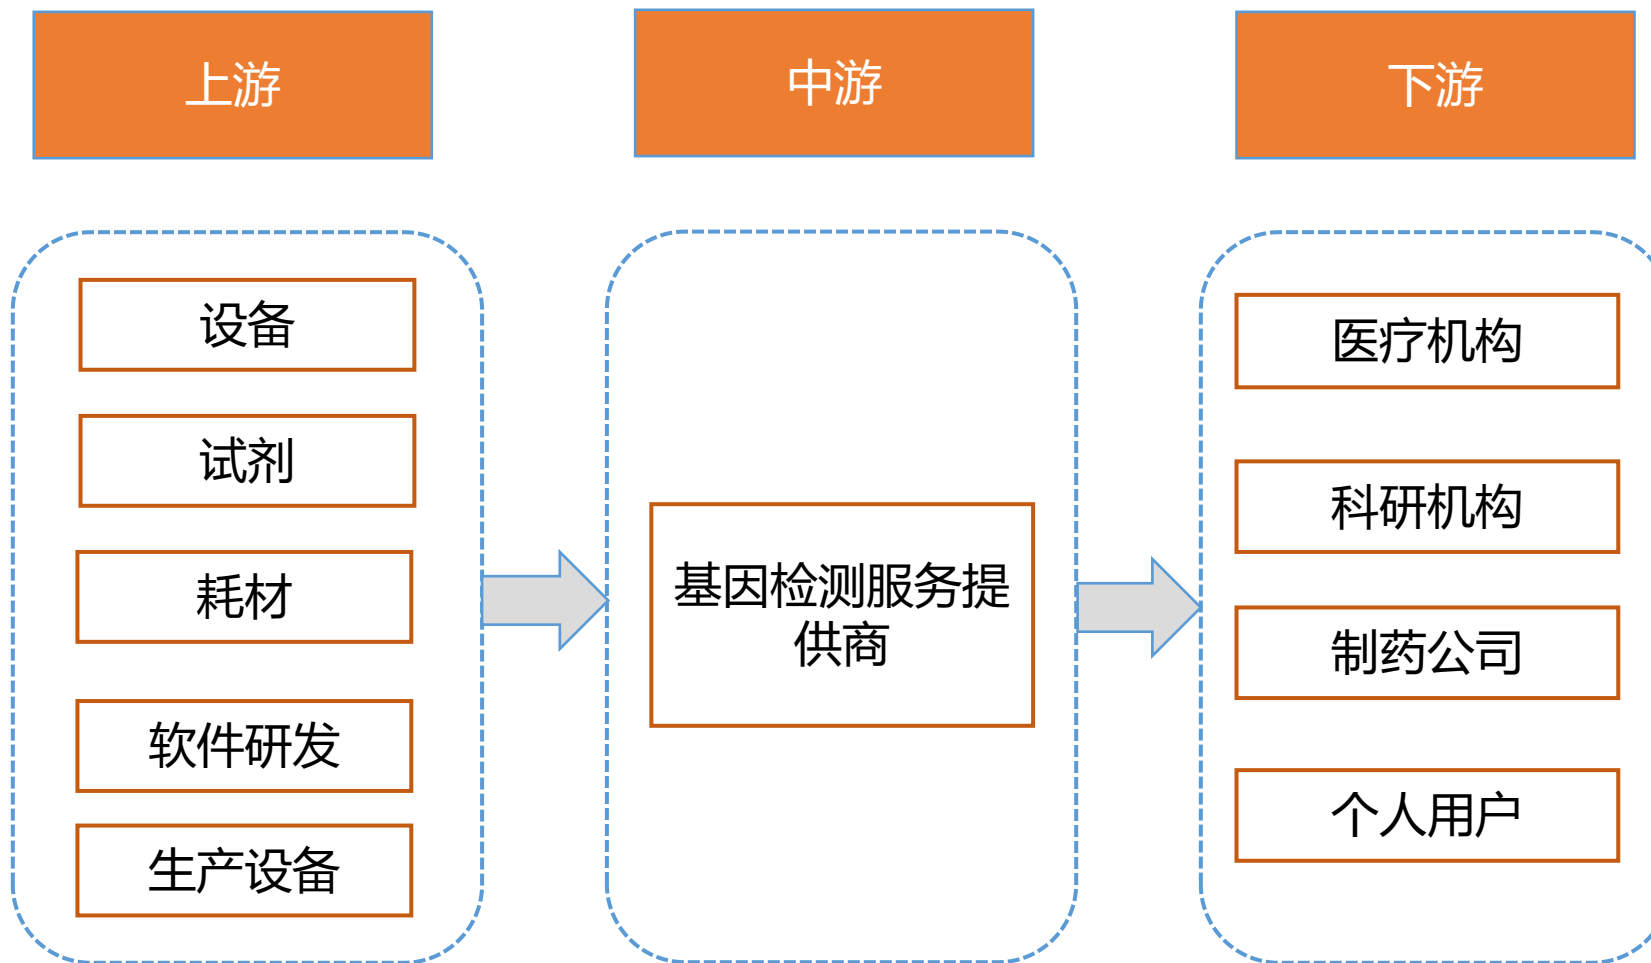 上游
中游
下游
设备
试剂
耗材
软件研发
生产设备
基因检测服务提
供商
医疗机构
科研机构
制药公司
个人用户